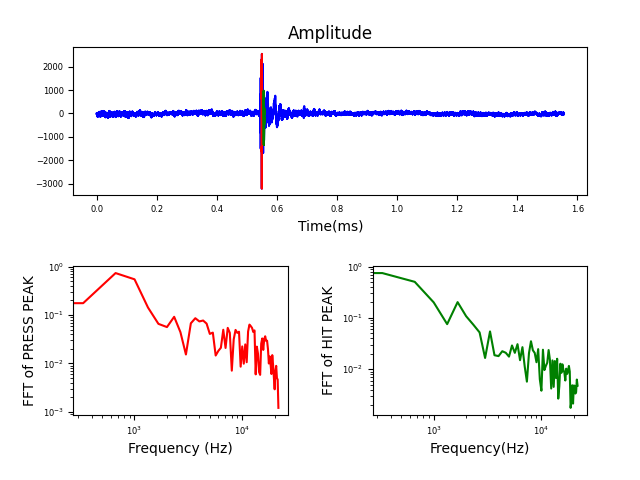 Amplitude
2000
1000
0
−1000
−2000
−3000
0.0 0.2 0.4 0.6 0.8 1.0 1.2 1.4 1.6
Time(ms)
FFT of PRESS PEAK
10⁰
10⁻¹
10⁻²
10⁻³
10³ 10⁴
Frequency (Hz)
FFT of HIT PEAK
10⁰
10⁻¹
10⁻²
10³ 10⁴
Frequency(Hz)